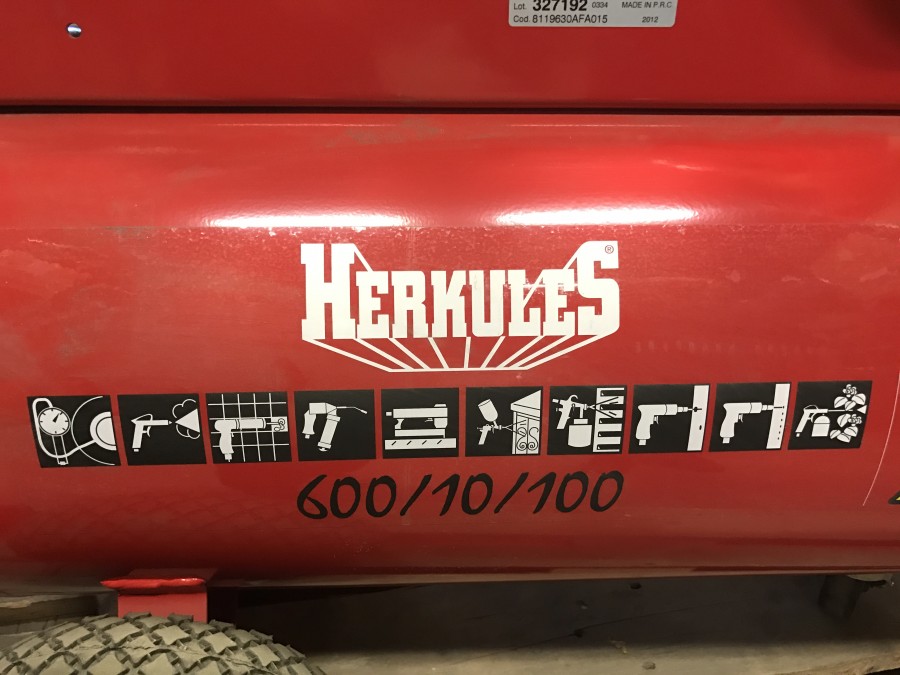 Lot. 327192 0334 MADE IN P.R.C.
Cod. 8119630AFA015 2012
HERKULES®
600/10/100